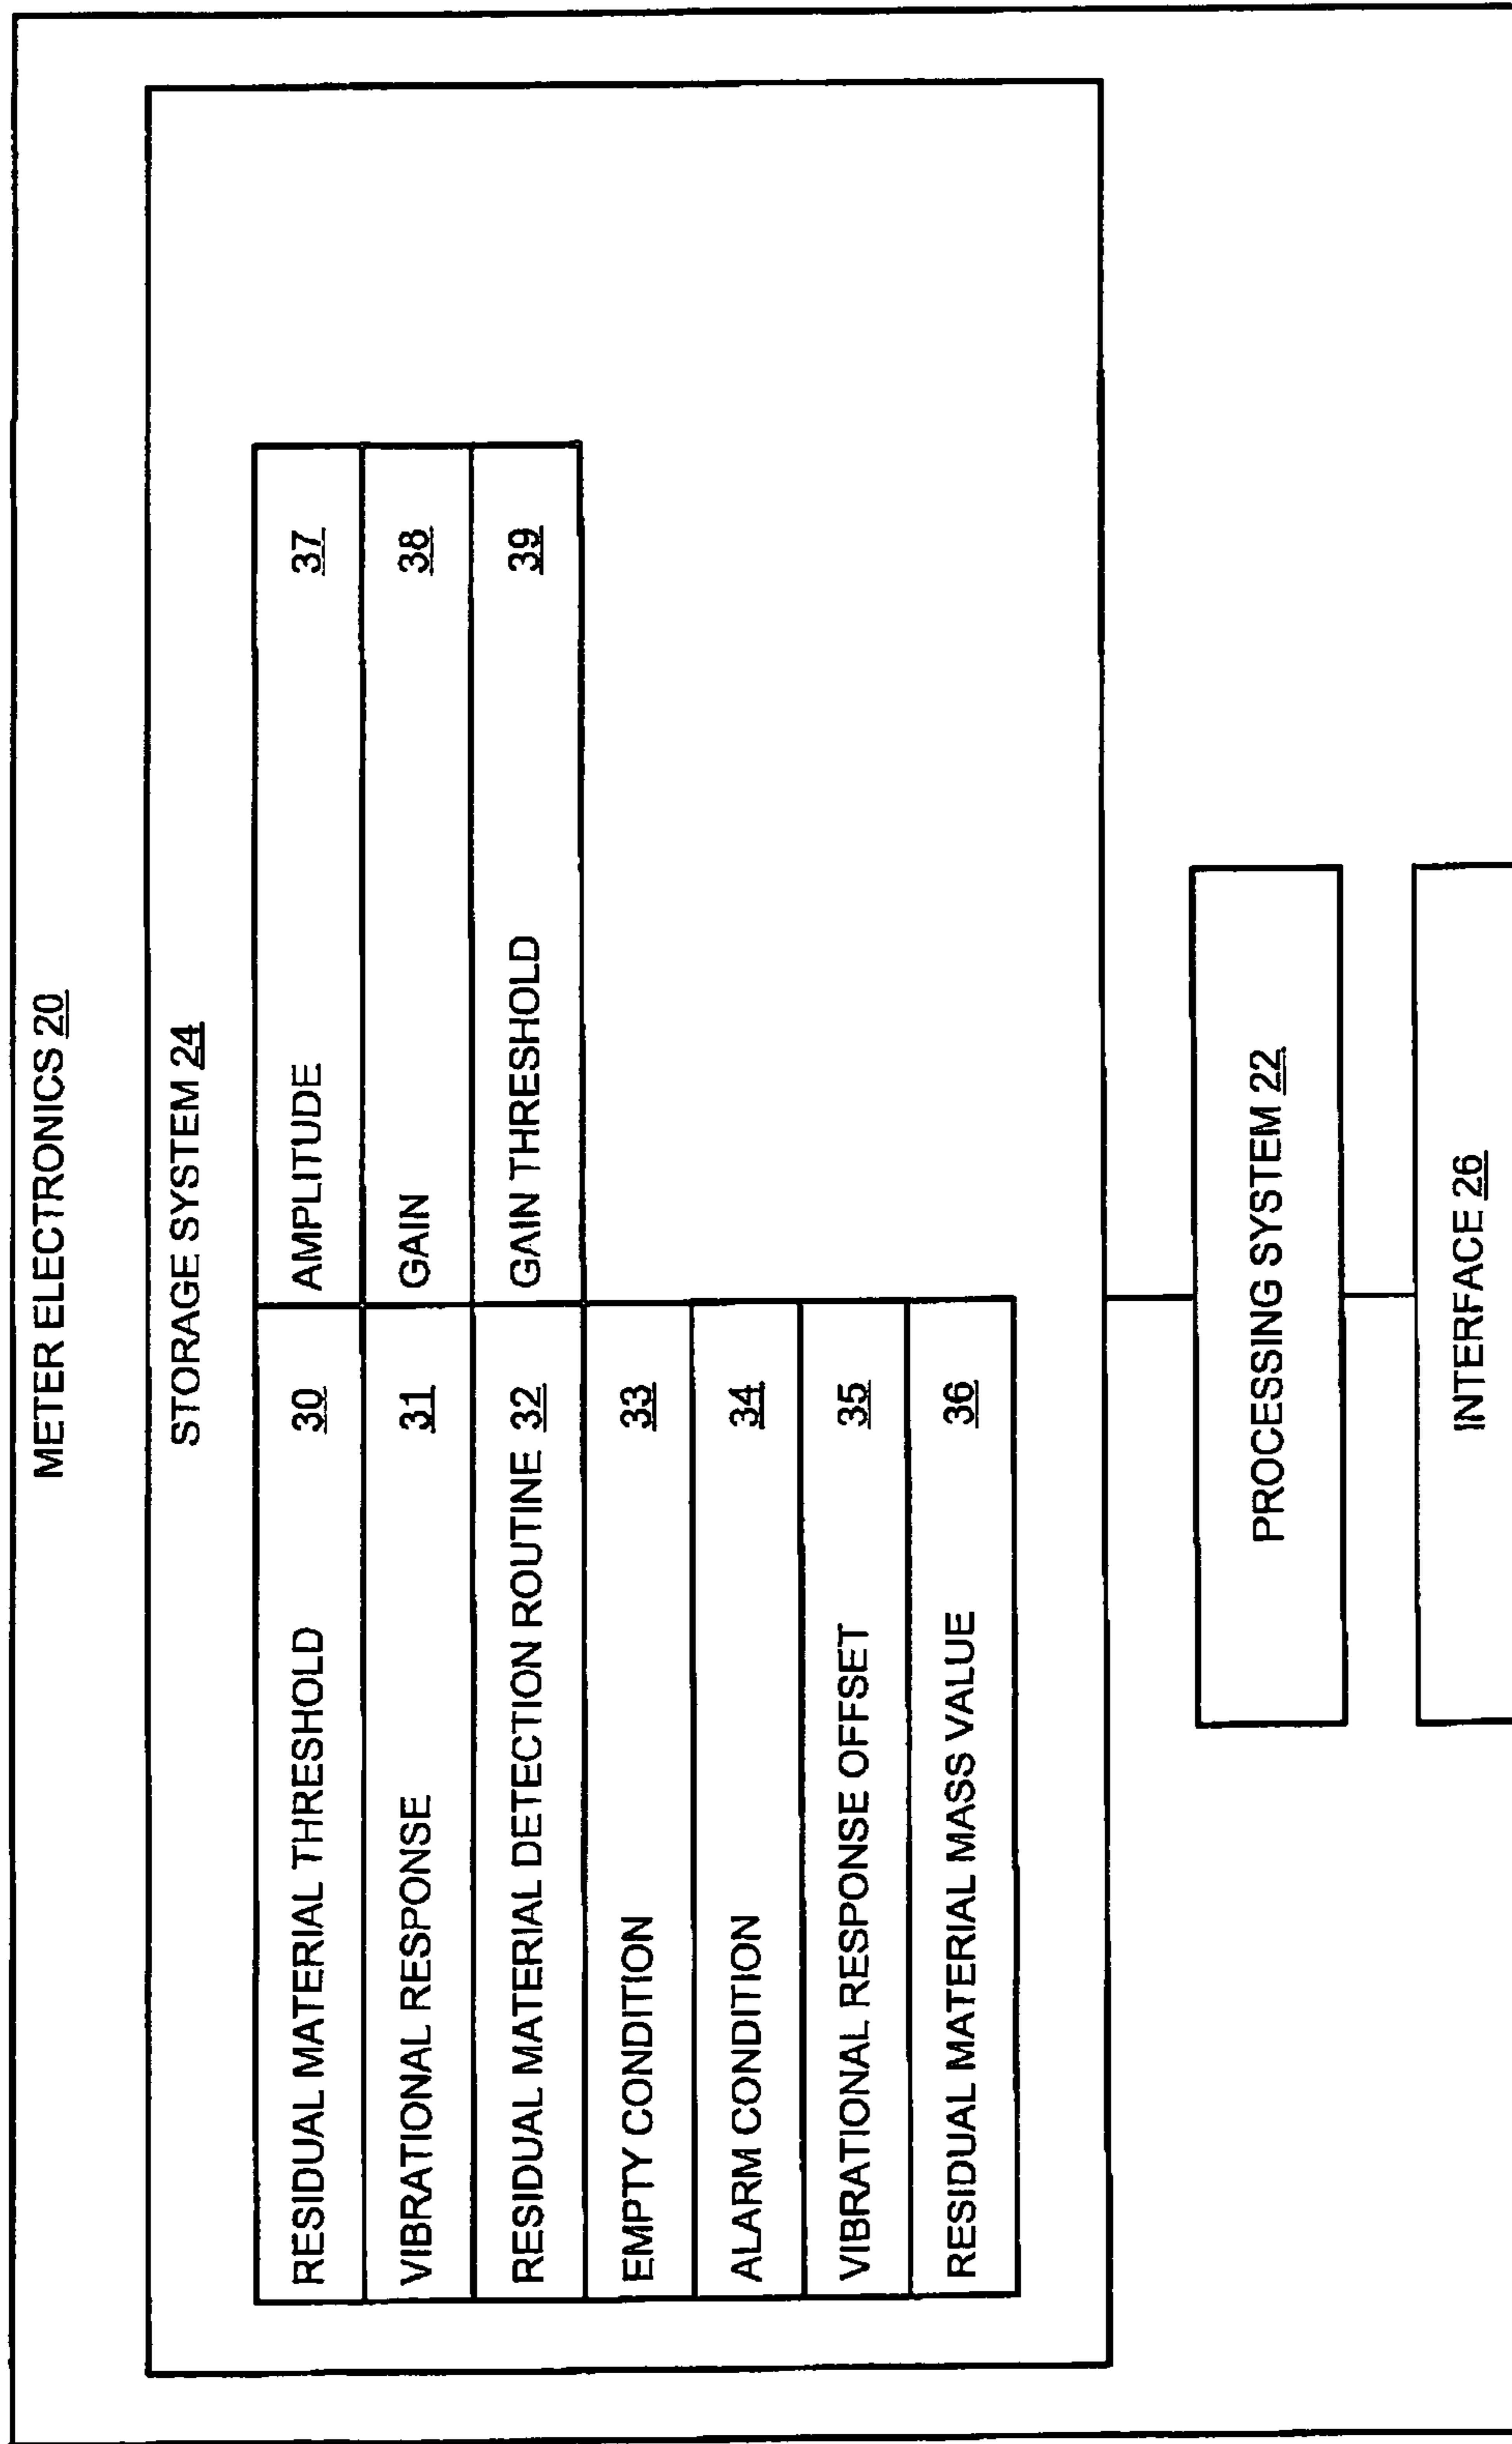 METER ELECTRONICS 20
STORAGE SYSTEM 24
RESIDUAL MATERIAL THRESHOLD 30
VIBRATIONAL RESPONSE 31
RESIDUAL MATERIAL DETECTION ROUTINE 32
EMPTY CONDITION 33
ALARM CONDITION 34
VIBRATIONAL RESPONSE OFFSET 35
RESIDUAL MATERIAL MASS VALUE 36
AMPLITUDE 37
GAIN 38
GAIN THRESHOLD 39
PROCESSING SYSTEM 22
INTERFACE 26